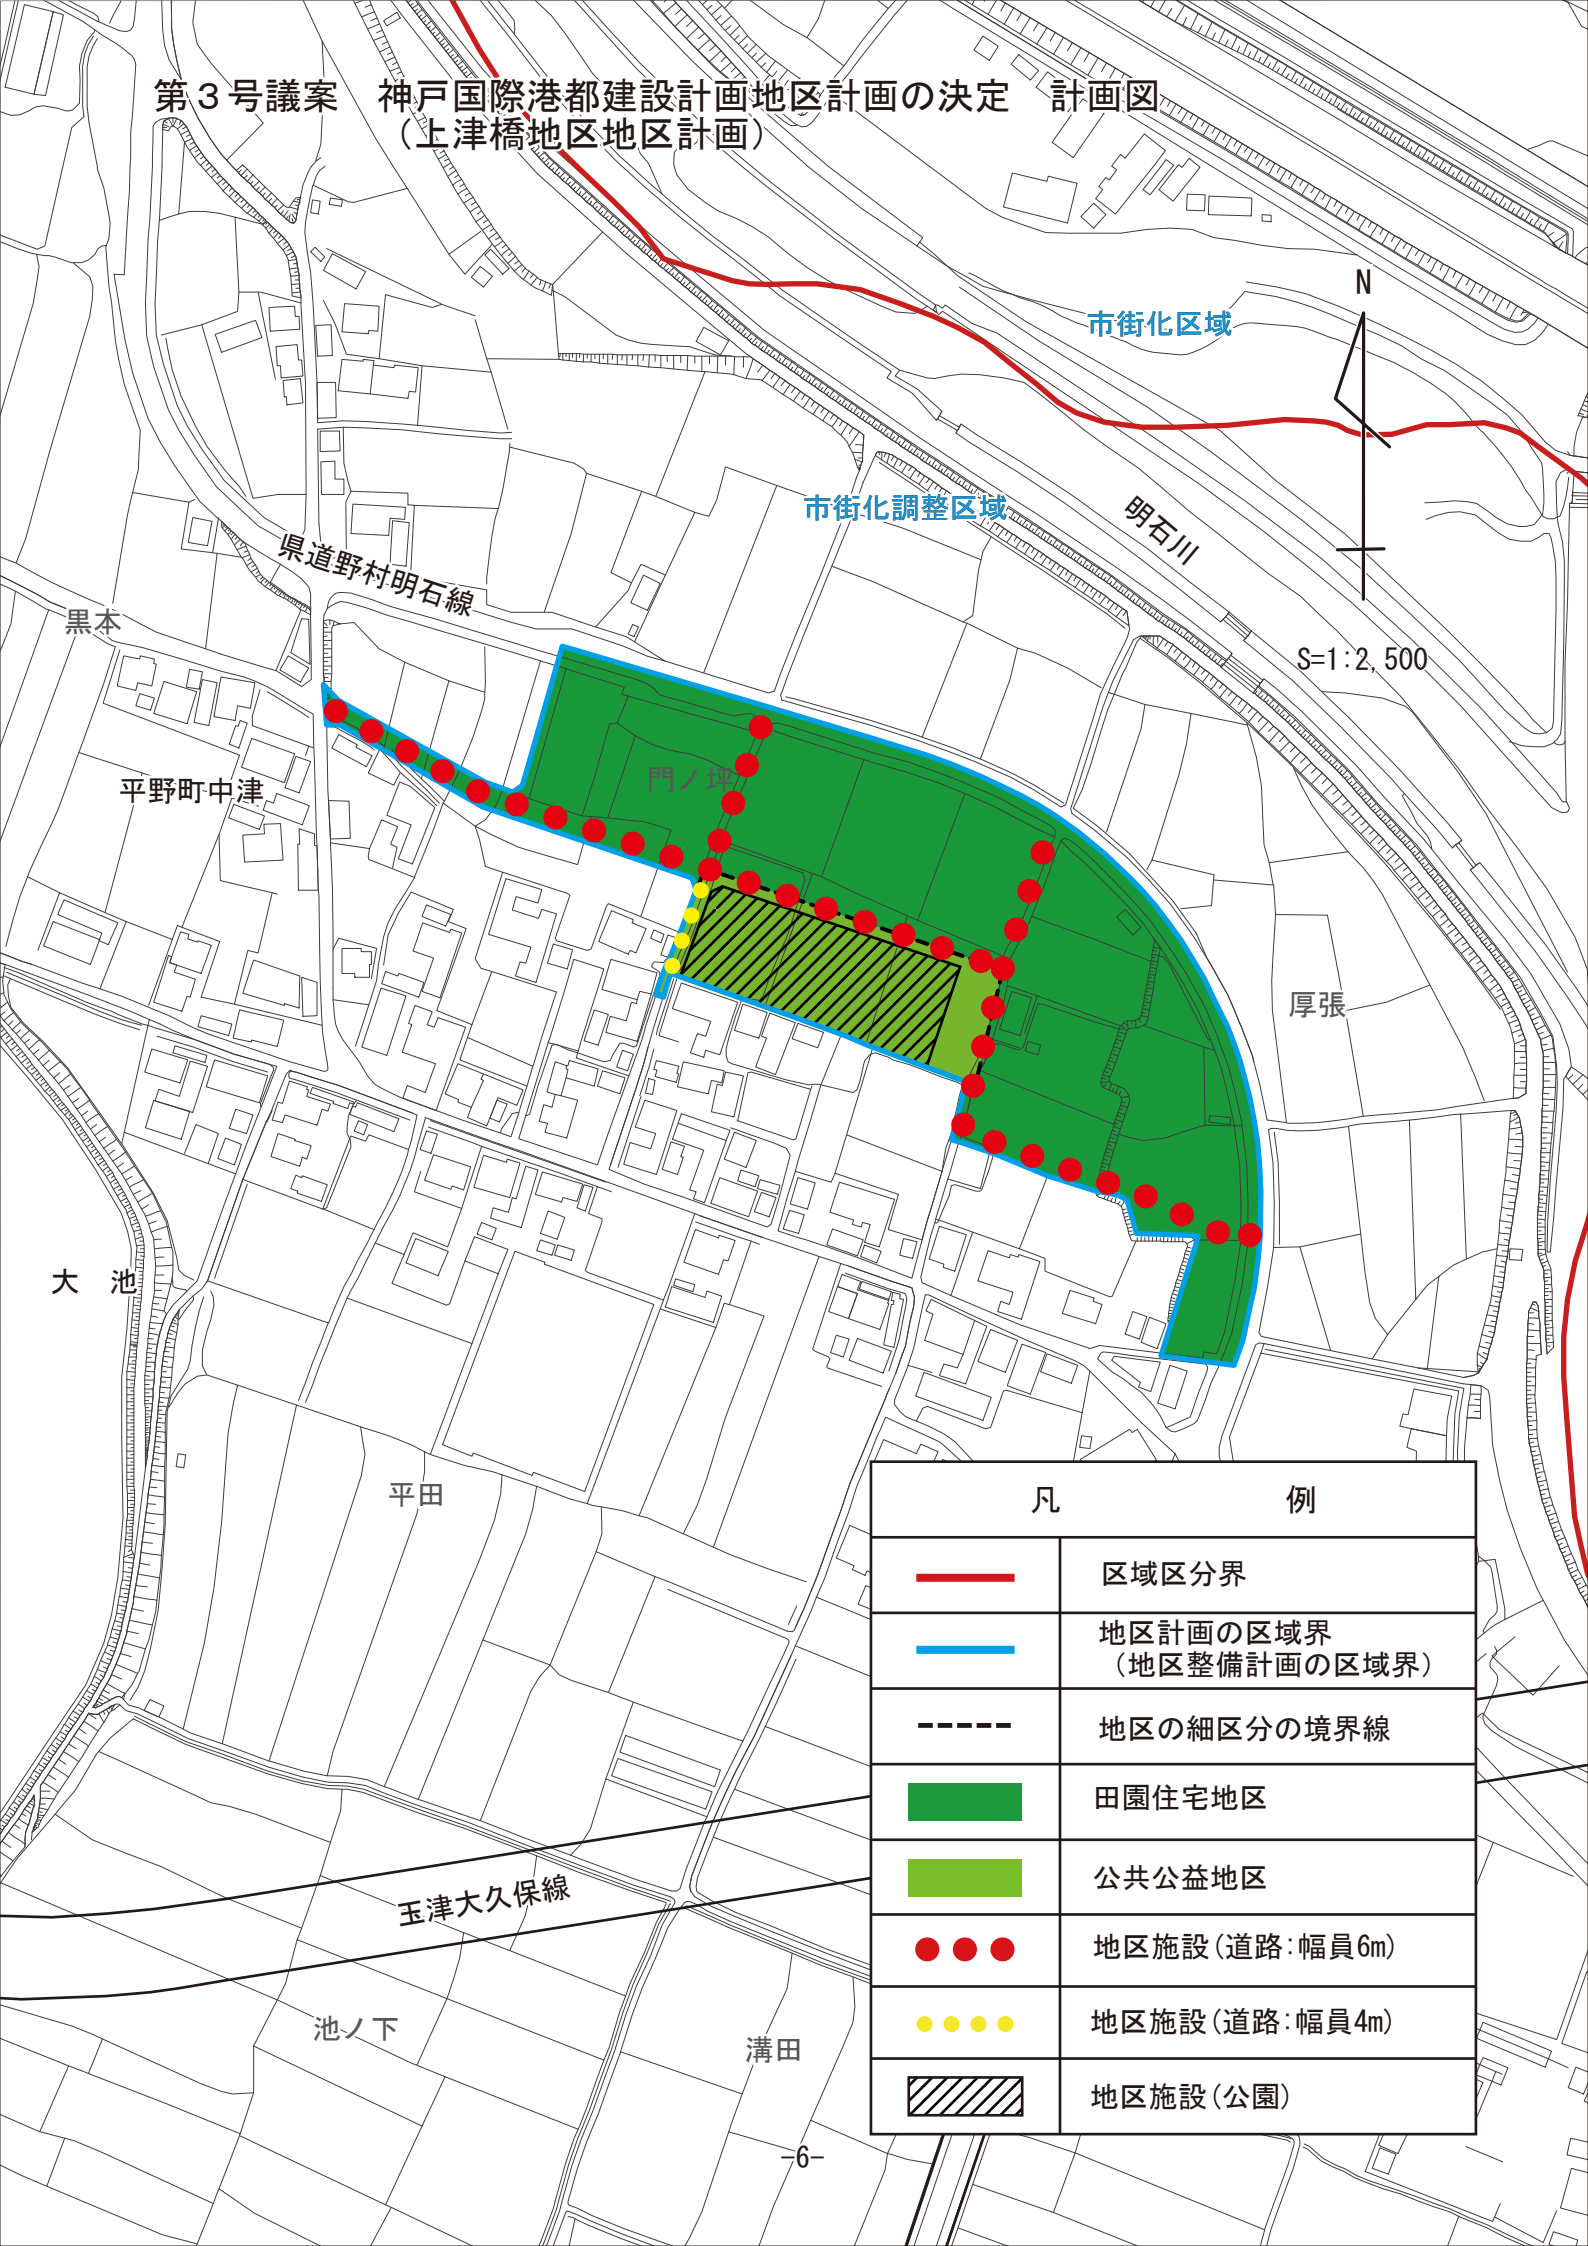 第３号議案　神戸国際港都建設計画地区計画の決定　計画図
（上津橋地区地区計画）
N
市街化区域
市街化調整区域
明石川
県道野村明石線
黒本
S=1:2,500
門ノ坪
平野町中津
厚張
大　池
平田
凡　例
区域区分界
地区計画の区域界
（地区整備計画の区域界）
地区の細区分の境界線
田園住宅地区
公共公益地区
玉津大久保線
地区施設(道路:幅員6m)
地区施設(道路:幅員4m)
池ノ下
溝田
地区施設(公園)
-6-